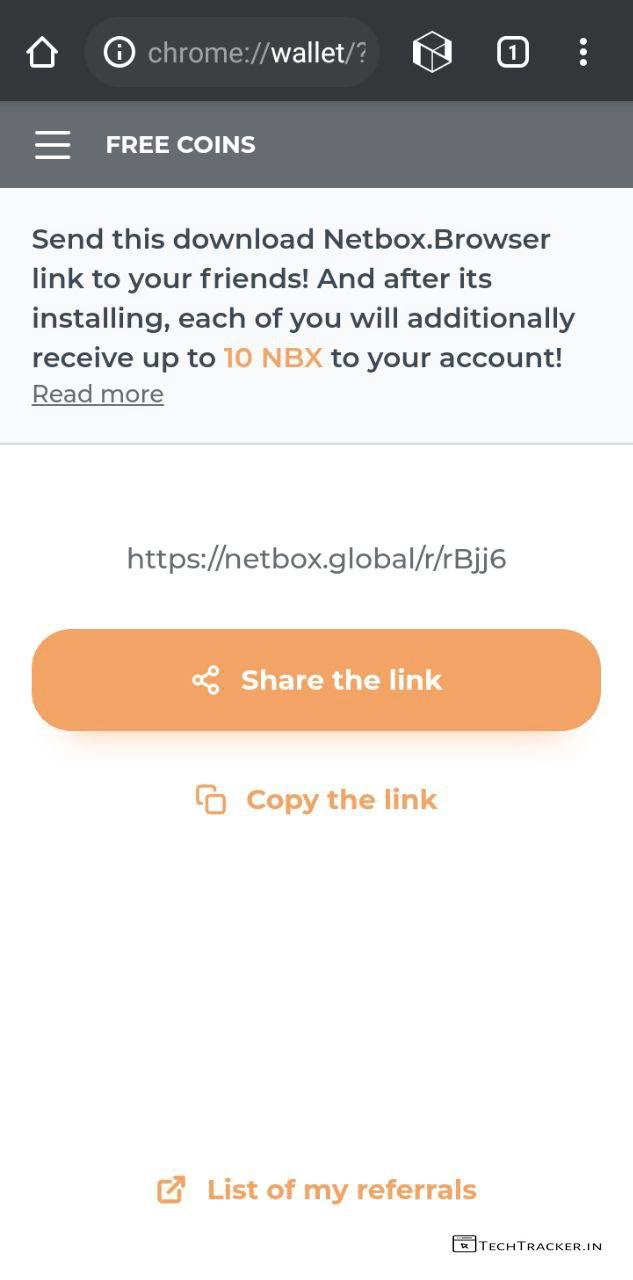 chrome://wallet/?
1
FREE COINS
Send this download Netbox.Browser
link to your friends! And after its
installing, each of you will additionally
receive up to 10 NBX to your account!
Read more
https://netbox.global/r/rBjj6
Share the link
Copy the link
List of my referrals
TECHTRACKER.IN